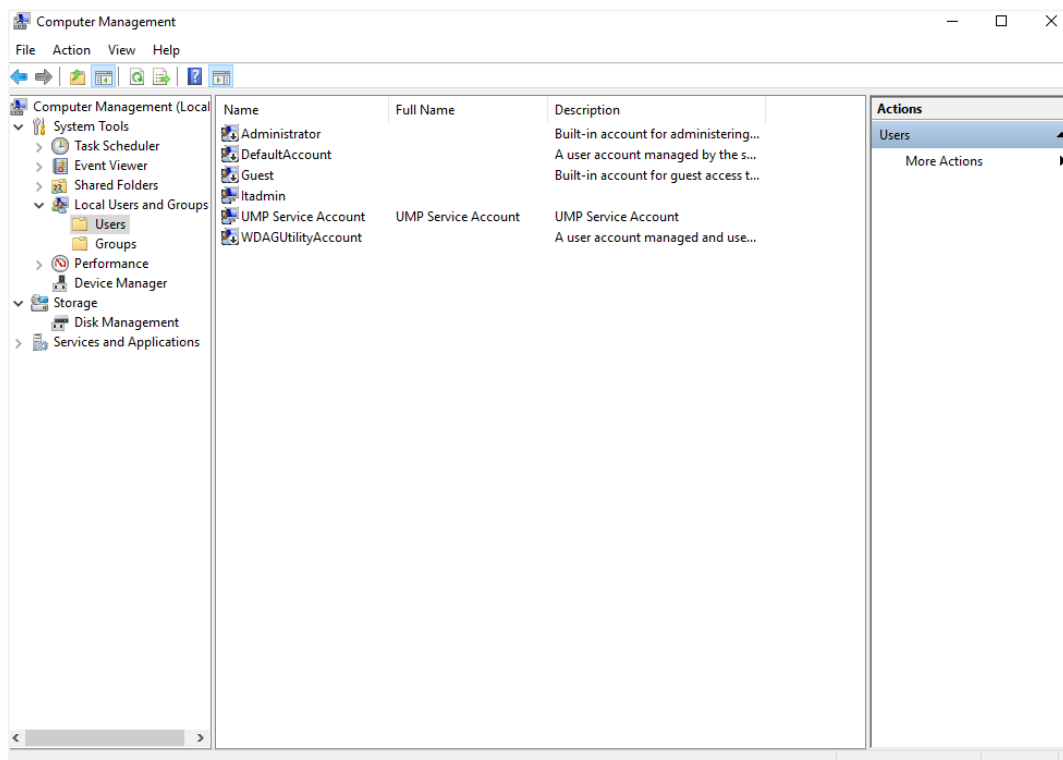 Computer Management
File Action View Help
Computer Management (Local
System Tools
Task Scheduler
Event Viewer
Shared Folders
Local Users and Groups
Users
Groups
Performance
Device Manager
Storage
Disk Management
Services and Applications
Name Full Name Description
Administrator Built-in account for administering...
DefaultAccount A user account managed by the s...
Guest Built-in account for guest access t...
Itadmin
UMP Service Account UMP Service Account UMP Service Account
WDAGUtilityAccount A user account managed and use...
Actions
Users
More Actions